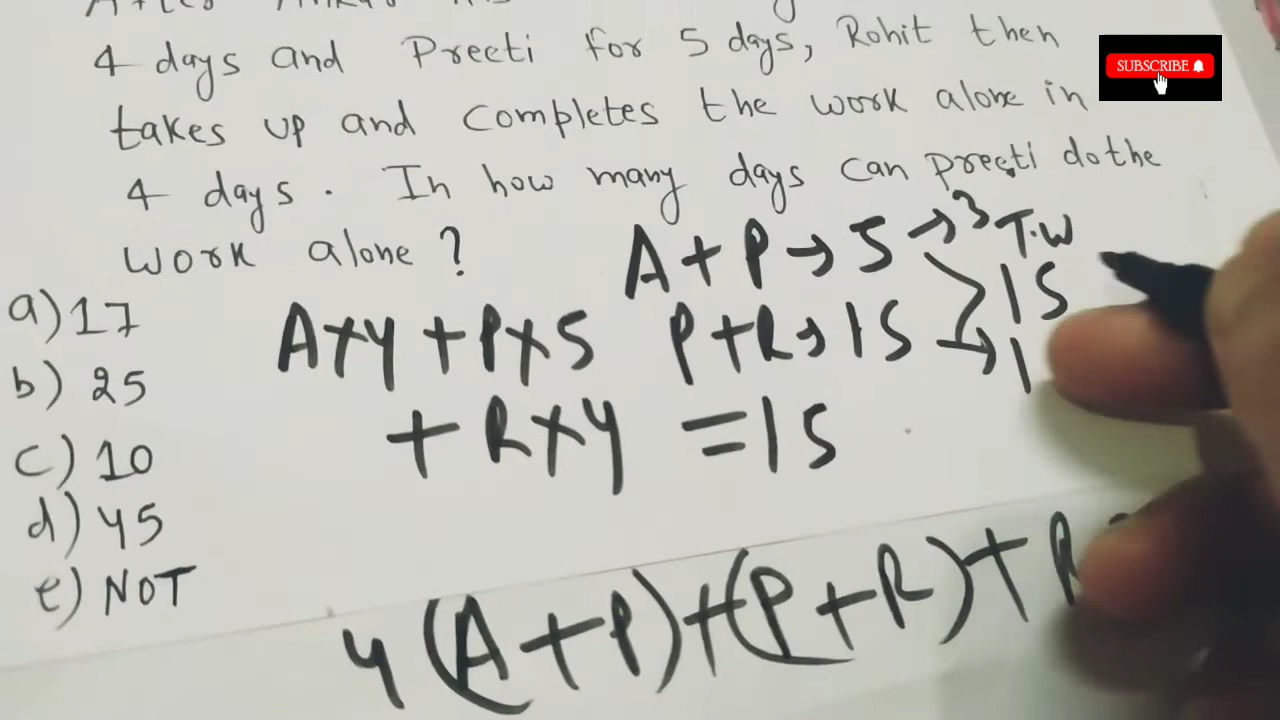 4 days and Preeti for 5 days, Rohit then
SUBSCRIBE
takes up and completes the work alone in
4 days. In how many days can preeti do the
work alone?
A+P→5→3 T.W
a) 17
A×4+P×5 P+R→15→1 15
b) 25
+R×4 =15
c) 10
d) 45
e) NOT
4(A+P)+(P+R)+R